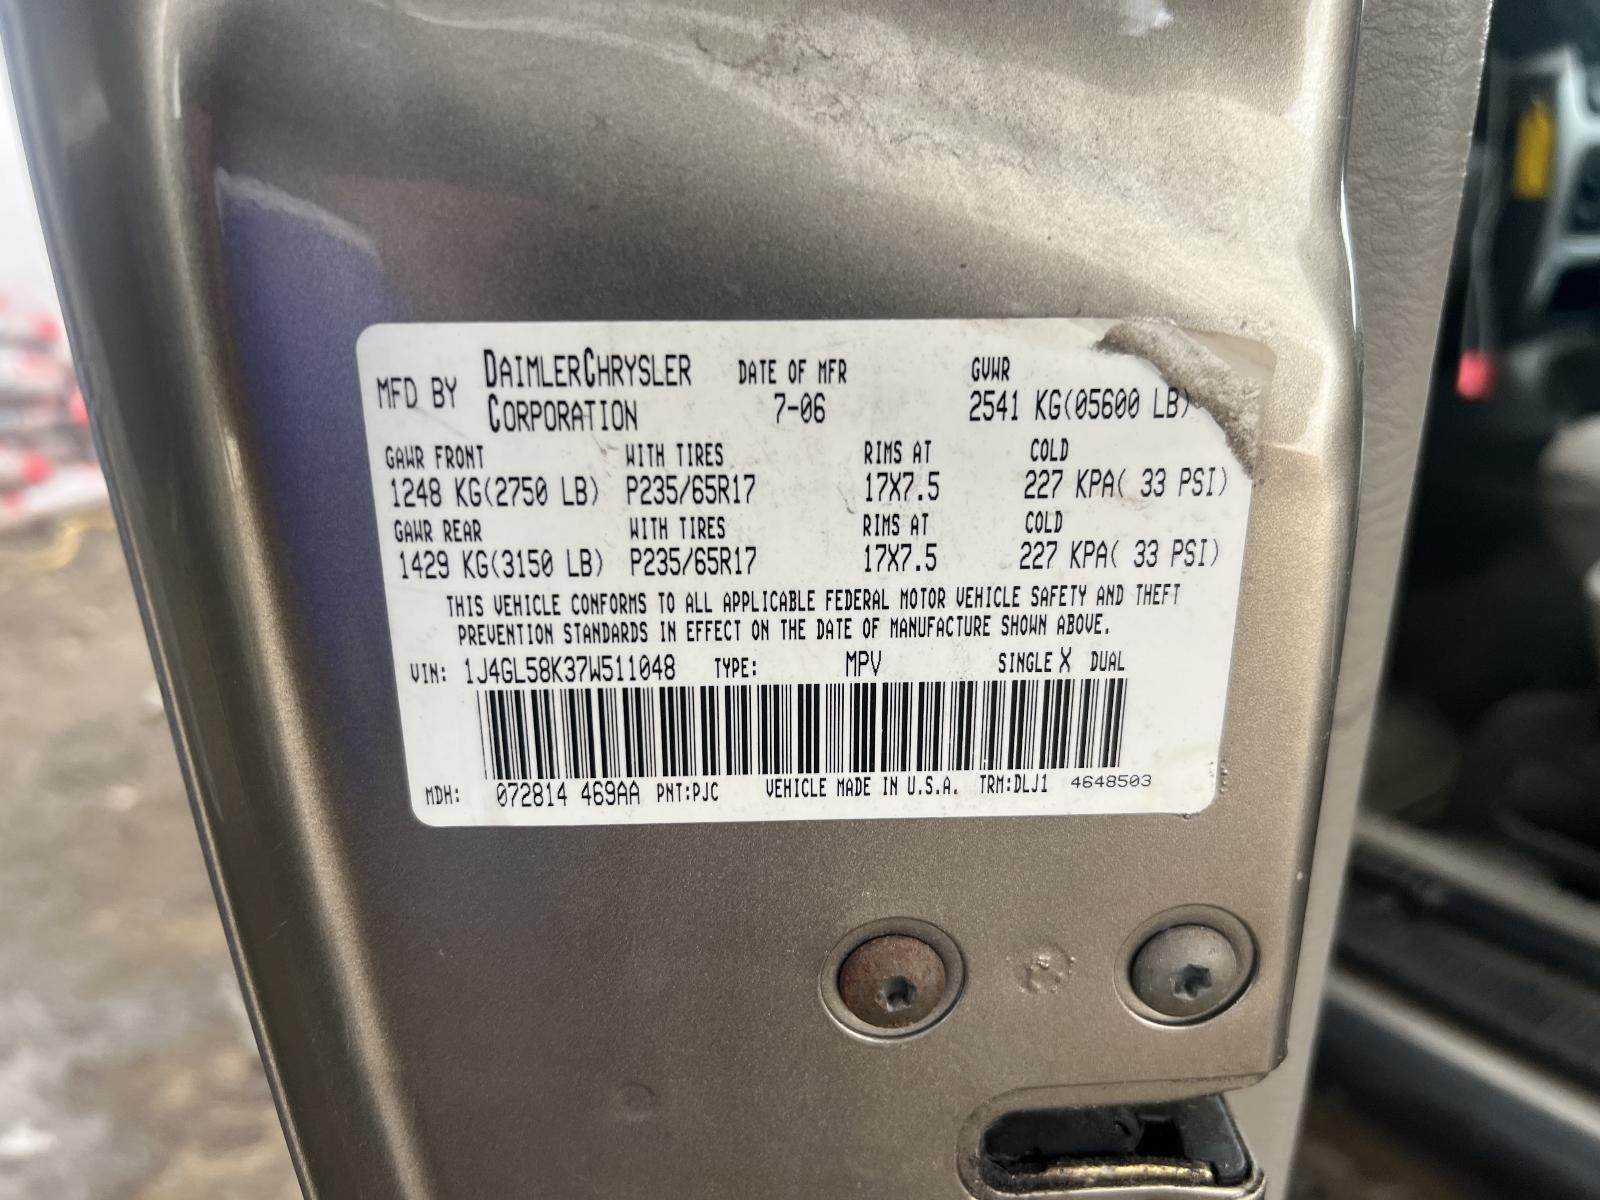 MFD BY DAIMLERCHRYSLER CORPORATION DATE OF MFR 7-06 GVWR 2541 KG(05600 LB)
GAWR FRONT WITH TIRES RIMS AT COLD
1248 KG(2750 LB) P235/65R17 17X7.5 227 KPA( 33 PSI)
GAWR REAR WITH TIRES RIMS AT COLD
1429 KG(3150 LB) P235/65R17 17X7.5 227 KPA( 33 PSI)
THIS VEHICLE CONFORMS TO ALL APPLICABLE FEDERAL MOTOR VEHICLE SAFETY AND THEFT
PREVENTION STANDARDS IN EFFECT ON THE DATE OF MANUFACTURE SHOWN ABOVE.
VIN: 1J4GL58K37W511048 TYPE: MPV SINGLE X DUAL
MDH: 072814 469AA PNT:PJC VEHICLE MADE IN U.S.A. TRM:DLJ1 4648503